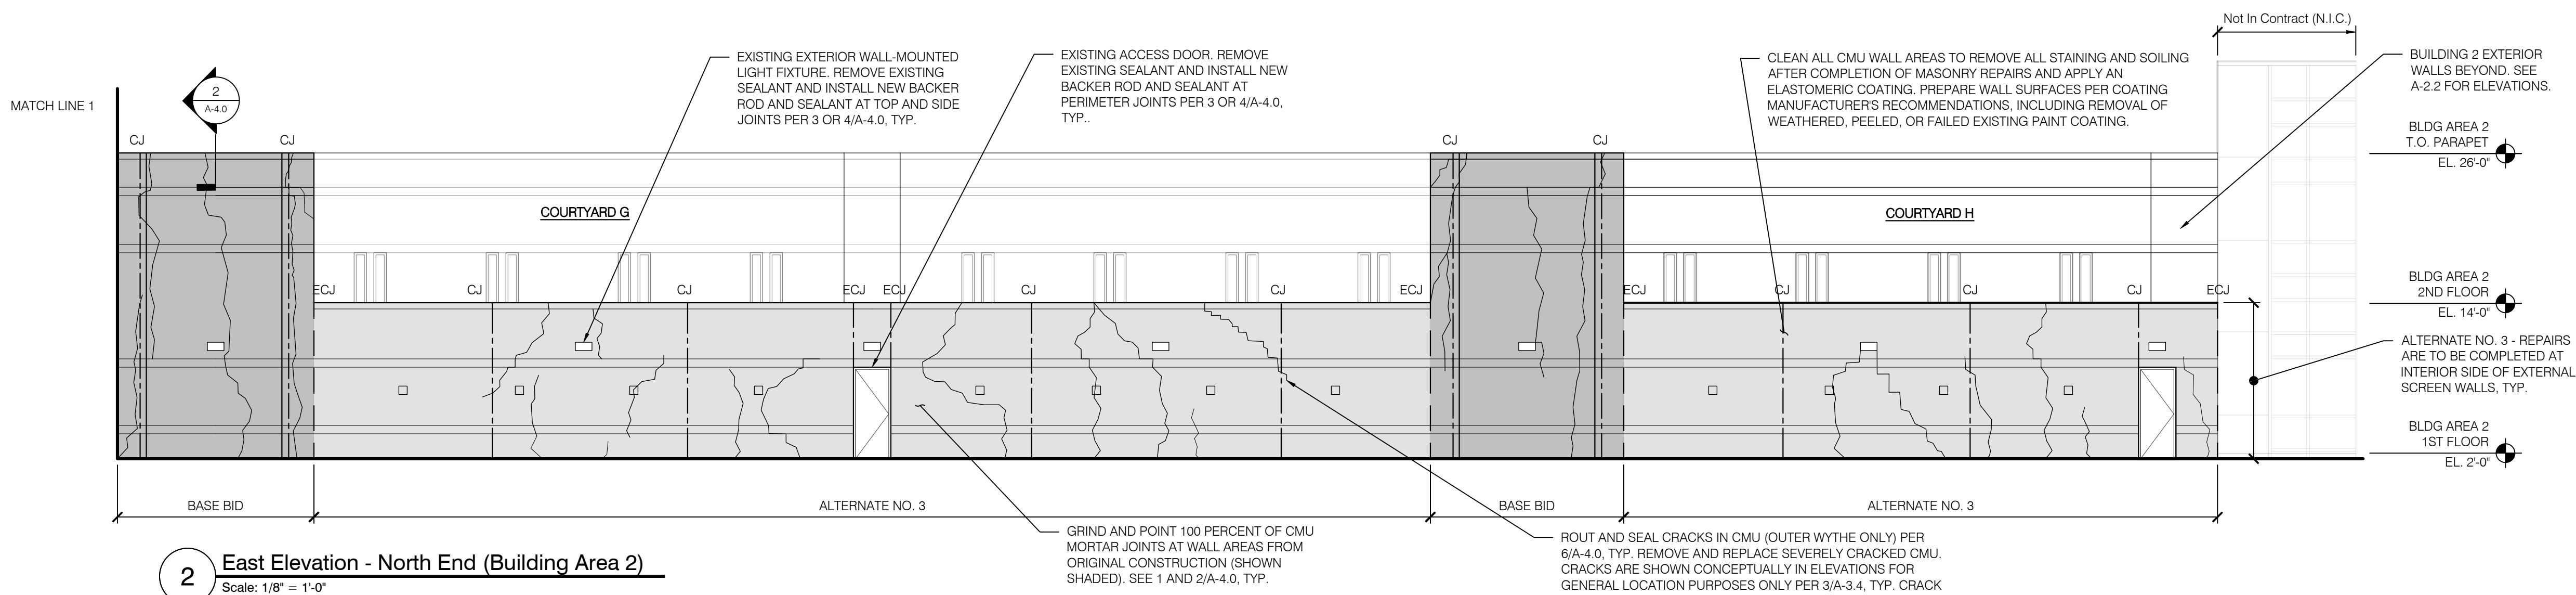 Not In Contract (N.I.C.)
EXISTING EXTERIOR WALL-MOUNTED
LIGHT FIXTURE. REMOVE EXISTING
SEALANT AND INSTALL NEW BACKER
ROD AND SEALANT AT TOP AND SIDE
JOINTS PER 3 OR 4/A-4.0, TYP.
EXISTING ACCESS DOOR. REMOVE
EXISTING SEALANT AND INSTALL NEW
BACKER ROD AND SEALANT AT
PERIMETER JOINTS PER 3 OR 4/A-4.0,
TYP..
CLEAN ALL CMU WALL AREAS TO REMOVE ALL STAINING AND SOILING
AFTER COMPLETION OF MASONRY REPAIRS AND APPLY AN
ELASTOMERIC COATING. PREPARE WALL SURFACES PER COATING
MANUFACTURER'S RECOMMENDATIONS, INCLUDING REMOVAL OF
WEATHERED, PEELED, OR FAILED EXISTING PAINT COATING.
BUILDING 2 EXTERIOR
WALLS BEYOND. SEE
A-2.2 FOR ELEVATIONS.
MATCH LINE 1
2
A-4.0
BLDG AREA 2
T.O. PARAPET
EL. 26'-0"
CJ
CJ
CJ
CJ
COURTYARD G
COURTYARD H
ECJ
CJ
CJ
ECJ
ECJ
CJ
CJ
ECJ
ECJ
CJ
CJ
CJ
ECJ
BLDG AREA 2
2ND FLOOR
EL. 14'-0"
ALTERNATE NO. 3 - REPAIRS
ARE TO BE COMPLETED AT
INTERIOR SIDE OF EXTERNAL
SCREEN WALLS, TYP.
BLDG AREA 2
1ST FLOOR
EL. 2'-0"
BASE BID
ALTERNATE NO. 3
BASE BID
ALTERNATE NO. 3
GRIND AND POINT 100 PERCENT OF CMU
MORTAR JOINTS AT WALL AREAS FROM
ORIGINAL CONSTRUCTION (SHOWN
SHADED). SEE 1 AND 2/A-4.0, TYP.
ROUT AND SEAL CRACKS IN CMU (OUTER WYTHE ONLY) PER
6/A-4.0, TYP. REMOVE AND REPLACE SEVERELY CRACKED CMU.
CRACKS ARE SHOWN CONCEPTUALLY IN ELEVATIONS FOR
GENERAL LOCATION PURPOSES ONLY PER 3/A-3.4, TYP. CRACK
2
East Elevation - North End (Building Area 2)
Scale: 1/8" = 1'-0"